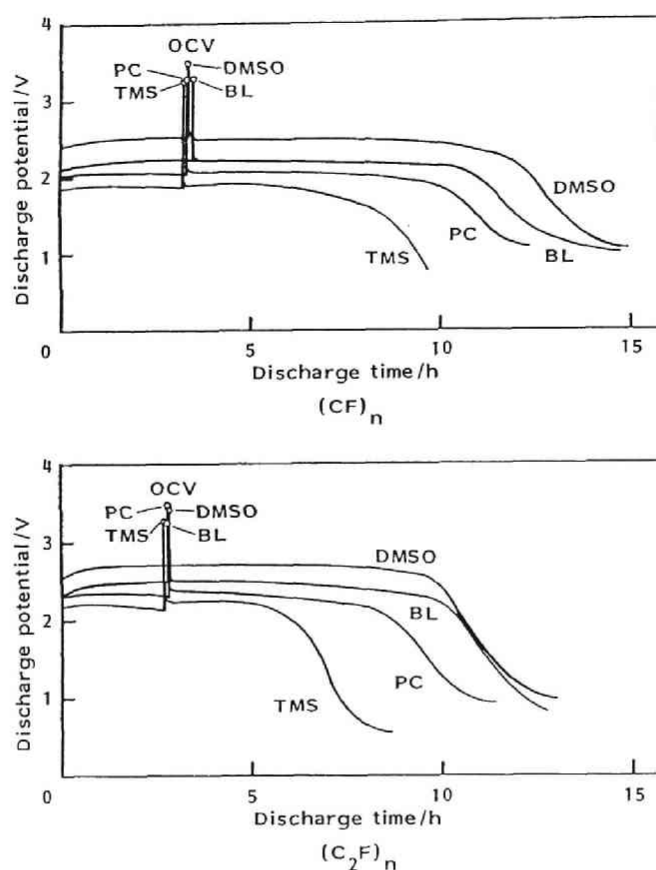 4
OCV
PC
DMSO
TMS
BL
3
Discharge potential/V
2
DMSO
PC
BL
TMS
1
0
5
10
15
Discharge time/h
(CF)n
4
OCV
PC
DMSO
TMS
BL
3
DMSO
Discharge potential/V
2
BL
PC
TMS
1
0
5
10
15
Discharge time/h
(C2F)n